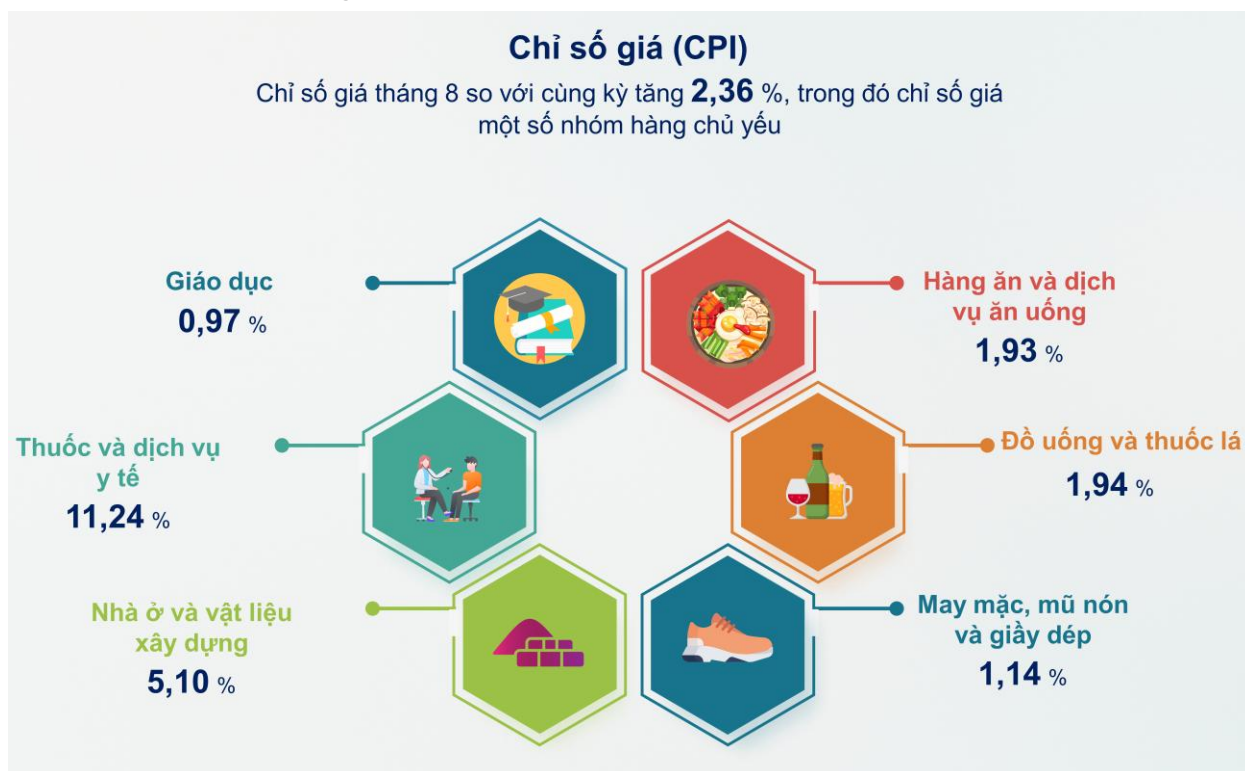 Chỉ số giá (CPI)
Chỉ số giá tháng 8 so với cùng kỳ tăng 2,36 %, trong đó chỉ số giá
một số nhóm hàng chủ yếu
Giáo dục
0,97 %
Hàng ăn và dịch
vụ ăn uống
1,93 %
Thuốc và dịch vụ
y tế
11,24 %
Đồ uống và thuốc lá
1,94 %
Nhà ở và vật liệu
xây dựng
5,10 %
May mặc, mũ nón
và giầy dép
1,14 %